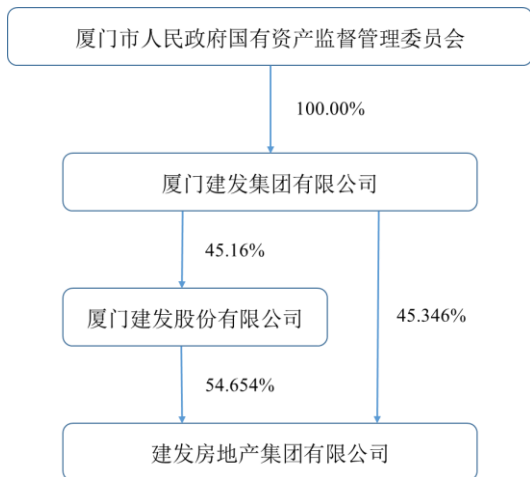 厦门市人民政府国有资产监督管理委员会
100.00%
厦门建发集团有限公司
45.16%
厦门建发股份有限公司
45.346%
54.654%
建发房地产集团有限公司